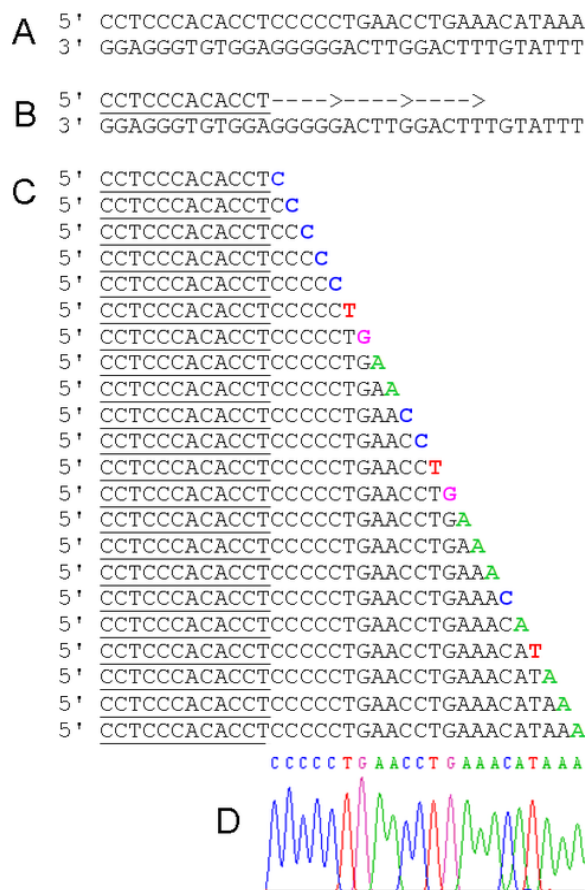 A 5' CCTCCCACACCTCCCCCTGAACCTGAAACATAAA
3' GGAGGGTGTGGAGGGGGACTTGGACTTTGTATTT
B 5' CCTCCCACACCT---->---->---->
3' GGAGGGTGTGGAGGGGGACTTGGACTTTGTATTT
C 5' CCTCCCACACCTC
5' CCTCCCACACCTCC
5' CCTCCCACACCTCCC
5' CCTCCCACACCTCCCC
5' CCTCCCACACCTCCCCC
5' CCTCCCACACCTCCCCCT
5' CCTCCCACACCTCCCCCTG
5' CCTCCCACACCTCCCCCTGA
5' CCTCCCACACCTCCCCCTGAA
5' CCTCCCACACCTCCCCCTGAAC
5' CCTCCCACACCTCCCCCTGAACC
5' CCTCCCACACCTCCCCCTGAACCT
5' CCTCCCACACCTCCCCCTGAACCTG
5' CCTCCCACACCTCCCCCTGAACCTGA
5' CCTCCCACACCTCCCCCTGAACCTGAA
5' CCTCCCACACCTCCCCCTGAACCTGAAA
5' CCTCCCACACCTCCCCCTGAACCTGAAAC
5' CCTCCCACACCTCCCCCTGAACCTGAAACA
5' CCTCCCACACCTCCCCCTGAACCTGAAACAT
5' CCTCCCACACCTCCCCCTGAACCTGAAACATA
5' CCTCCCACACCTCCCCCTGAACCTGAAACATAA
5' CCTCCCACACCTCCCCCTGAACCTGAAACATAAA
CCCCCTGAACCTGAAACATAAA
D